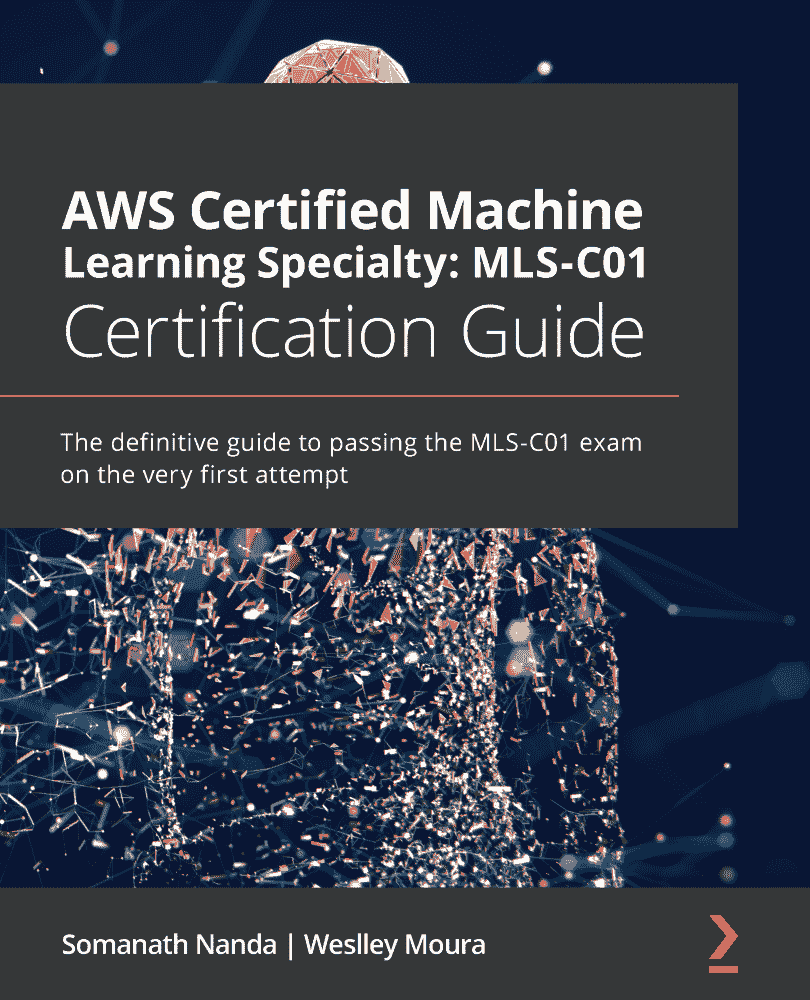 AWS Certified Machine
Learning Specialty: MLS-C01
Certification Guide
The definitive guide to passing the MLS-C01 exam
on the very first attempt
Somanath Nanda | Weslley Moura